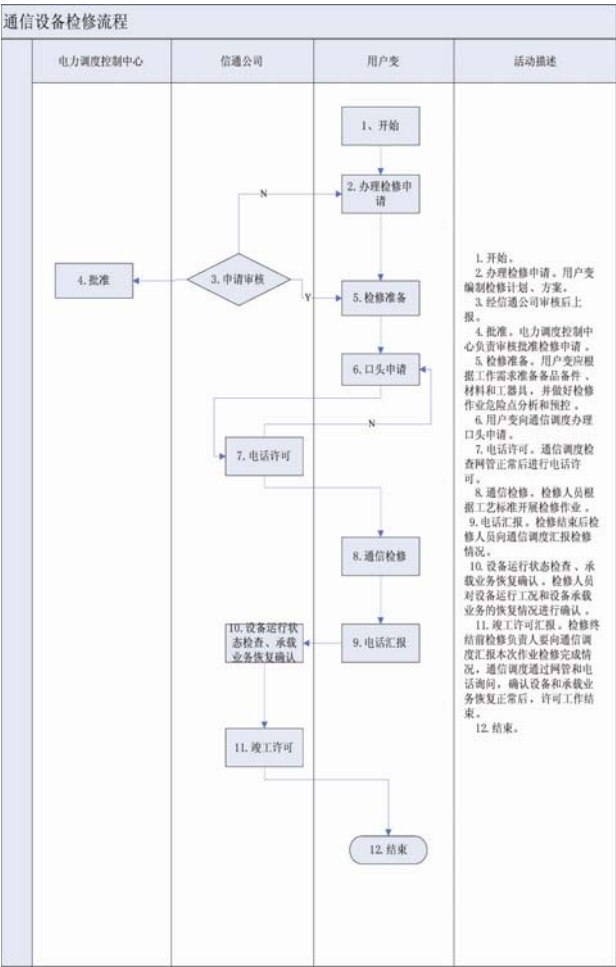 通信设备检修流程
电力调度控制中心
信通公司
用户变
活动描述
1、开始
2.办理检修申
请
N
3.申请审核
4.批准
Y
5.检修准备
6.口头申请
N
7.电话许可
8.通信检修
9.电话汇报
10.设备运行状
态检查、承载
业务恢复确认
11.竣工许可
12.结束
1.开始。
2.办理检修申请。用户变
编制检修计划、方案。
3.经信通公司审核后上
报。
4.批准。电力调度控制中
心负责审核批准检修申请。
5.检修准备。用户变应根
据工作需求准备备品备件、
材料和工器具，并做好检修
作业危险点分析和预控。
6.用户变向通信调度办理
口头申请。
7.电话许可。通信调度检
查网管正常后进行电话许
可。
8.通信检修。检修人员根
据工艺标准开展检修作业。
9.电话汇报。检修结束后检
修人员向通信调度汇报检修
情况。
10.设备运行状态检查、承
载业务恢复确认。检修人员
对设备运行工况和设备承载
业务的恢复情况进行确认。
11.竣工许可汇报。检修终
结前检修负责人要向通信调
度汇报本次作业检修完成情
况，通信调度通过网管和电
话询问，确认设备和承载业
务恢复正常后，许可工作结
束。
12.结束。